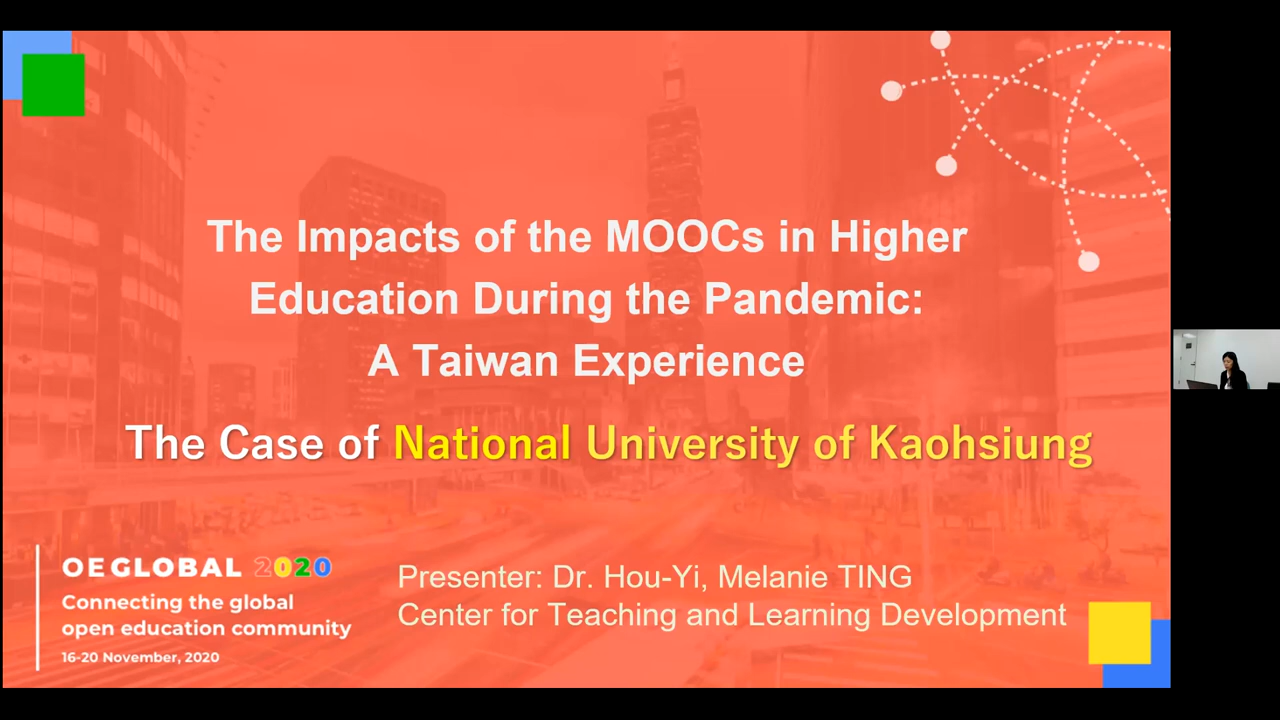 The Impacts of the MOOCs in Higher
Education During the Pandemic:
A Taiwan Experience
The Case of National University of Kaohsiung
OEGLOBAL 2020
Connecting the global
open education community
16-20 November, 2020
Presenter: Dr. Hou-Yi, Melanie TING
Center for Teaching and Learning Development